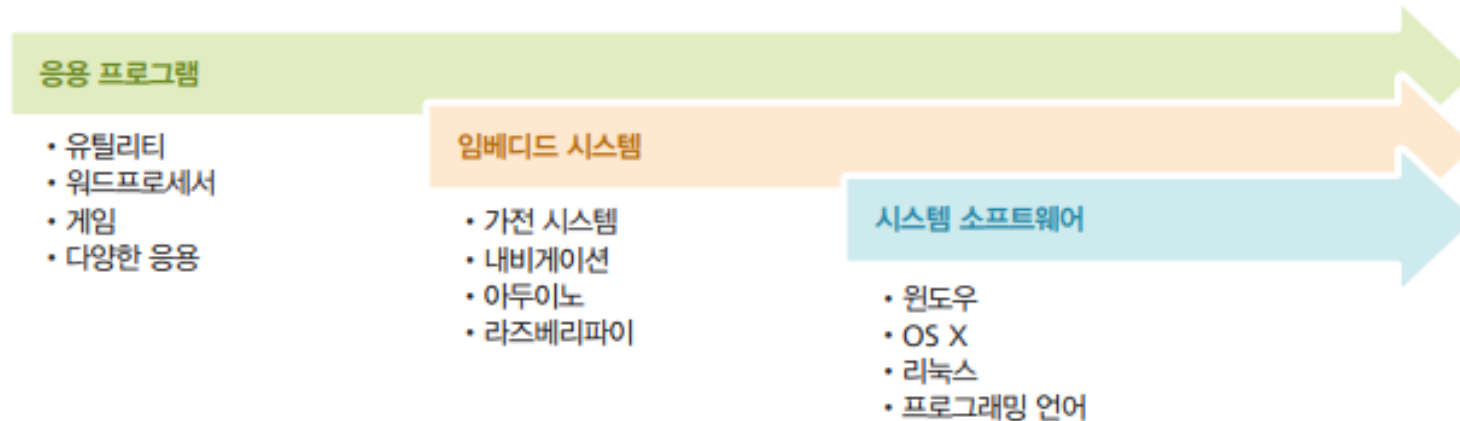 응용 프로그램
• 유틸리티
• 워드프로세서
• 게임
• 다양한 응용
임베디드 시스템
• 가전 시스템
• 내비게이션
• 아두이노
• 라즈베리파이
시스템 소프트웨어
• 윈도우
• OS X
• 리눅스
• 프로그래밍 언어